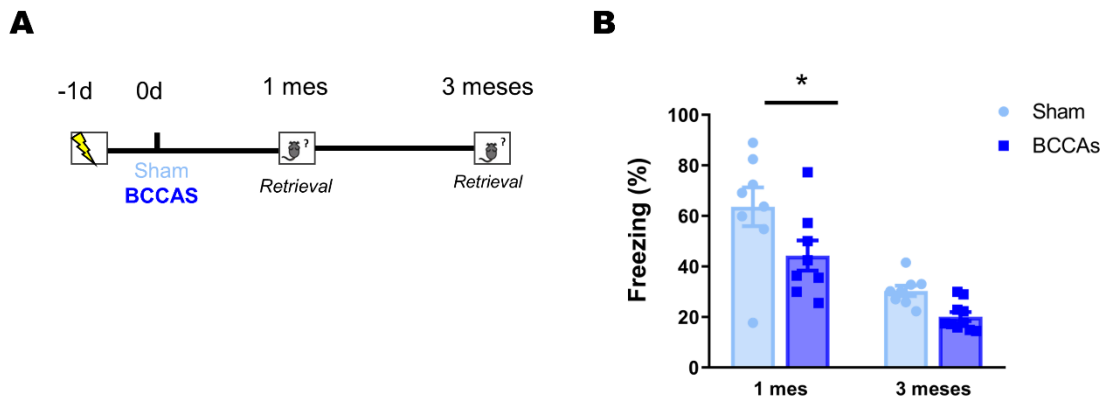 A
-1d 0d 1 mes 3 meses
? ?
Sham
BCCAS
Retrieval Retrieval
B
*
Sham
BCCAs
Freezing (%)
100
80
60
40
20
0
1 mes 3 meses